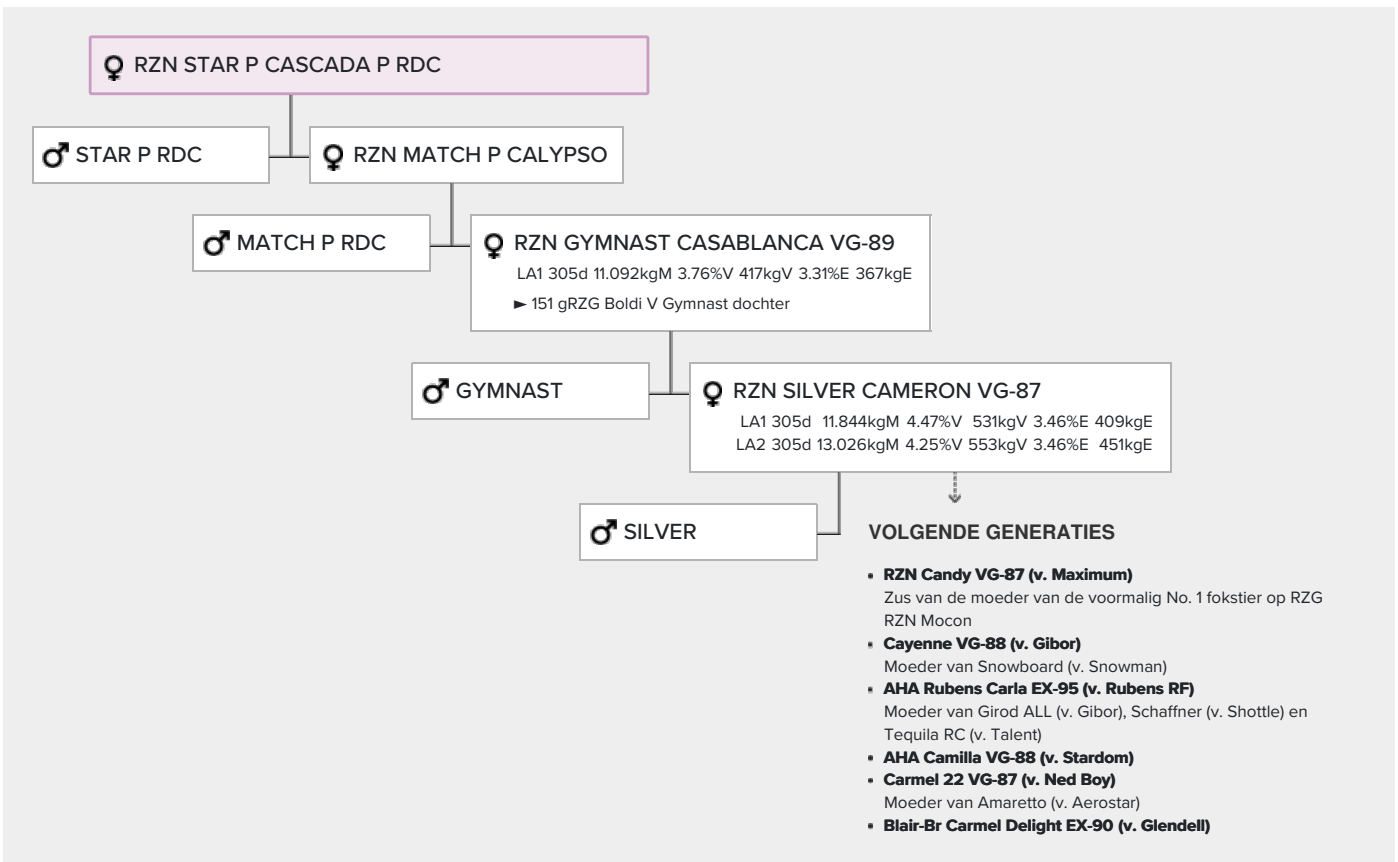 ♀ RZN STAR P CASCADA P RDC
♂ STAR P RDC
♀ RZN MATCH P CALYPSO
♂ MATCH P RDC
♀ RZN GYMNAST CASABLANCA VG-89
LA1 305d 11.092kgM 3.76%V 417kgV 3.31%E 367kgE
► 151 gRZG Boldi V Gymnast dochter
♂ GYMNAST
♀ RZN SILVER CAMERON VG-87
LA1 305d 11.844kgM 4.47%V 531kgV 3.46%E 409kgE
LA2 305d 13.026kgM 4.25%V 553kgV 3.46%E 451kgE
♂ SILVER
VOLGENDE GENERATIES
• RZN Candy VG-87 (v. Maximum)
Zus van de moeder van de voormalig No. 1 fokstier op RZG
RZN Mocon
• Cayenne VG-88 (v. Gibor)
Moeder van Snowboard (v. Snowman)
• AHA Rubens Carla EX-95 (v. Rubens RF)
Moeder van Girod ALL (v. Gibor), Schaffner (v. Shottle) en
Tequila RC (v. Talent)
• AHA Camilla VG-88 (v. Stardom)
• Carmel 22 VG-87 (v. Ned Boy)
Moeder van Amaretto (v. Aerostar)
• Blair-Br Carmel Delight EX-90 (v. Glendell)